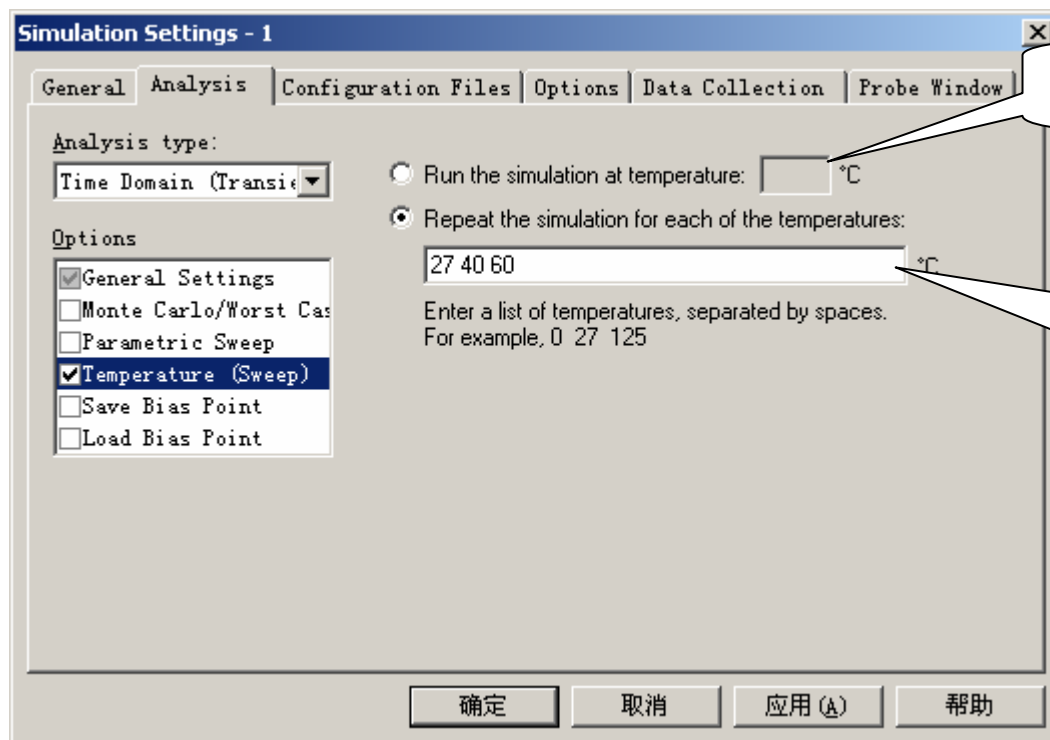 Simulation Settings - 1
General Analysis Configuration Files Options Data Collection Probe Window
Analysis type:
Time Domain (Transie
Run the simulation at temperature: °C
Repeat the simulation for each of the temperatures:
27 40 60 °C
Enter a list of temperatures, separated by spaces.
For example, 0 27 125
Options
General Settings
Monte Carlo/Worst Cas
Parametric Sweep
Temperature (Sweep)
Save Bias Point
Load Bias Point
确定 取消 应用(A) 帮助